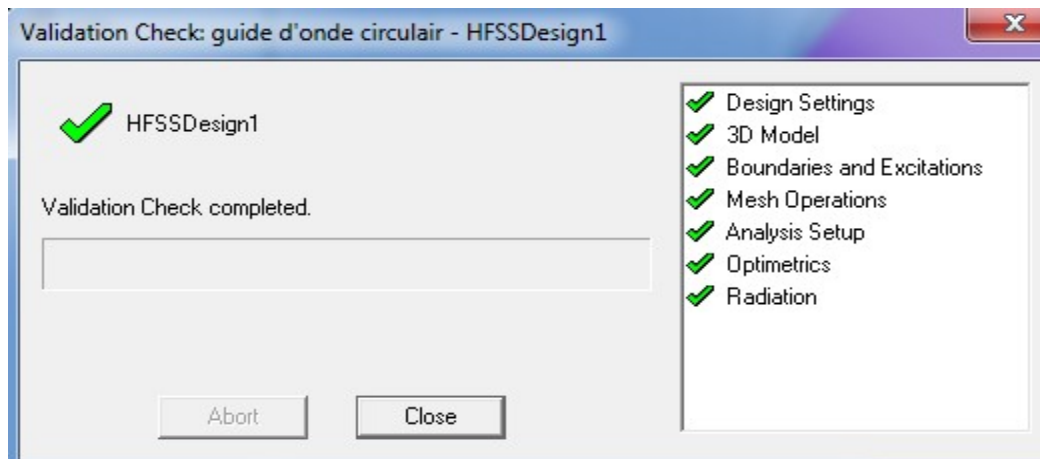 Validation Check: guide d'onde circulair - HFSSDesign1
HFSSDesign1
Validation Check completed.
Abort
Close
Design Settings
3D Model
Boundaries and Excitations
Mesh Operations
Analysis Setup
Optimetrics
Radiation